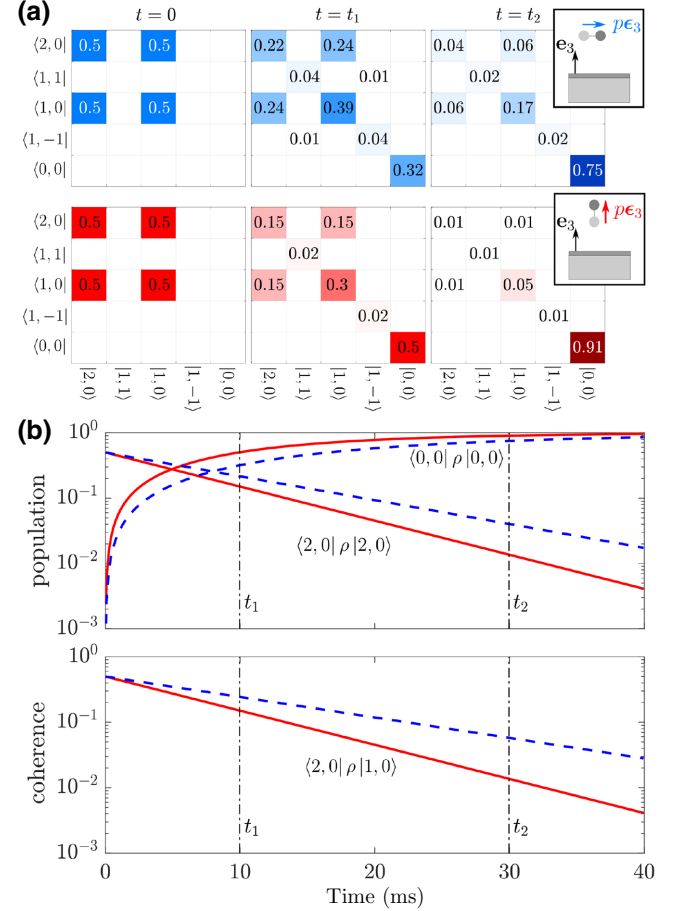 (a)
t = 0 t = t₁ t = t₂
⟨2, 0| 0.5 0.5 0.22 0.24 0.04 0.06 pϵ₃
⟨1, 1| 0.04 0.01 0.02 e₃
⟨1, 0| 0.5 0.5 0.24 0.39 0.06 0.17
⟨1, −1| 0.01 0.04 0.02
⟨0, 0| 0.32 0.75
⟨2, 0| 0.5 0.5 0.15 0.15 0.01 0.01 pϵ₃
⟨1, 1| 0.02 0.01 e₃
⟨1, 0| 0.5 0.5 0.15 0.3 0.01 0.05
⟨1, −1| 0.02 0.01
⟨0, 0| 0.5 0.91
|2, 0⟩ |1, 1⟩ |1, 0⟩ |1, −1⟩ |0, 0⟩ |2, 0⟩ |1, 1⟩ |1, 0⟩ |1, −1⟩ |0, 0⟩ |2, 0⟩ |1, 1⟩ |1, 0⟩ |1, −1⟩ |0, 0⟩
(b)
population
10⁰
10⁻¹
10⁻²
10⁻³
⟨0, 0| ρ |0, 0⟩
⟨2, 0| ρ |2, 0⟩
t₁ t₂
coherence
10⁰
10⁻¹
10⁻²
10⁻³
⟨2, 0| ρ |1, 0⟩
t₁ t₂
0 10 20 30 40
Time (ms)